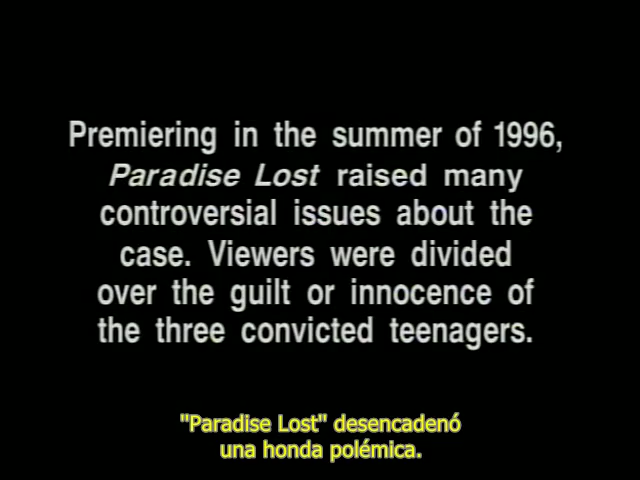 Premiering in the summer of 1996,
Paradise Lost raised many
controversial issues about the
case. Viewers were divided
over the guilt or innocence of
the three convicted teenagers.
"Paradise Lost" desencadenó
una honda polémica.